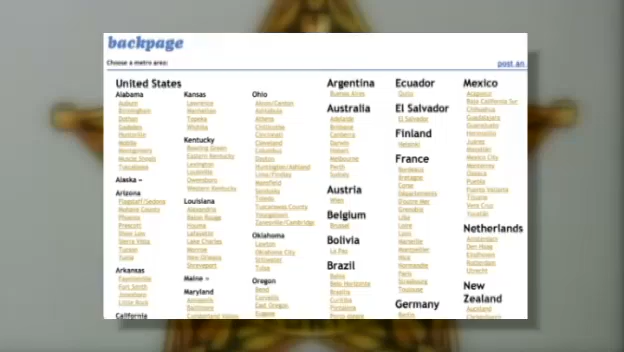 backpage
Choose a metro area:
post an
United States
Alabama
Auburn
Birmingham
Dothan
Gadsden
Huntsville
Mobile
Montgomery
Muscle Shoals
Tuscaloosa
Alaska
Arizona
Flagstaff/Sedona
Mohave County
Phoenix
Prescott
Show Low
Sierra Vista
Tucson
Yuma
Arkansas
Fayetteville
Fort Smith
Jonesboro
Little Rock
California
Kansas
Lawrence
Manhattan
Topeka
Wichita
Kentucky
Bowling Green
Eastern Kentucky
Lexington
Louisville
Owensboro
Western Kentucky
Louisiana
Alexandria
Baton Rouge
Houma
Lafayette
Lake Charles
Monroe
New Orleans
Shreveport
Maine
Maryland
Annapolis
Baltimore
Cumberland Valley
Ohio
Akron/Canton
Ashtabula
Athens
Chillicothe
Cincinnati
Cleveland
Columbus
Dayton
Huntington/Ashland
Lima/Findlay
Mansfield
Sandusky
Toledo
Tuscarawas County
Youngstown
Zanesville/Cambridge
Oklahoma
Lawton
Oklahoma City
Stillwater
Tulsa
Oregon
Bend
Corvallis
East Oregon
Eugene
Argentina
Buenos Aires
Australia
Adelaide
Brisbane
Canberra
Darwin
Hobart
Melbourne
Perth
Sydney
Austria
Wien
Belgium
Brussel
Bolivia
La Paz
Brazil
Belem
Belo Horizonte
Brasilia
Curitiba
Fortaleza
Porto Alegre
Ecuador
Quito
El Salvador
El Salvador
Finland
Helsinki
France
Bordeaux
Bretagne
Corse
Grenoble
Lille
Loire
Lyon
Marseille
Montpellier
Nice
Normandie
Paris
Strasbourg
Toulouse
Germany
Berlin
Mexico
Acapulco
Baja California Sur
Chihuahua
Guadalajara
Guanajuato
Hermosillo
Juarez
Mazatlan
Mexico City
Monterrey
Oaxaca
Puebla
Puerto Vallarta
Tijuana
Vera Cruz
Yucatan
Netherlands
Amsterdam
Den Haag
Eindhoven
Rotterdam
Utrecht
New
Zealand
Auckland
Christchurch